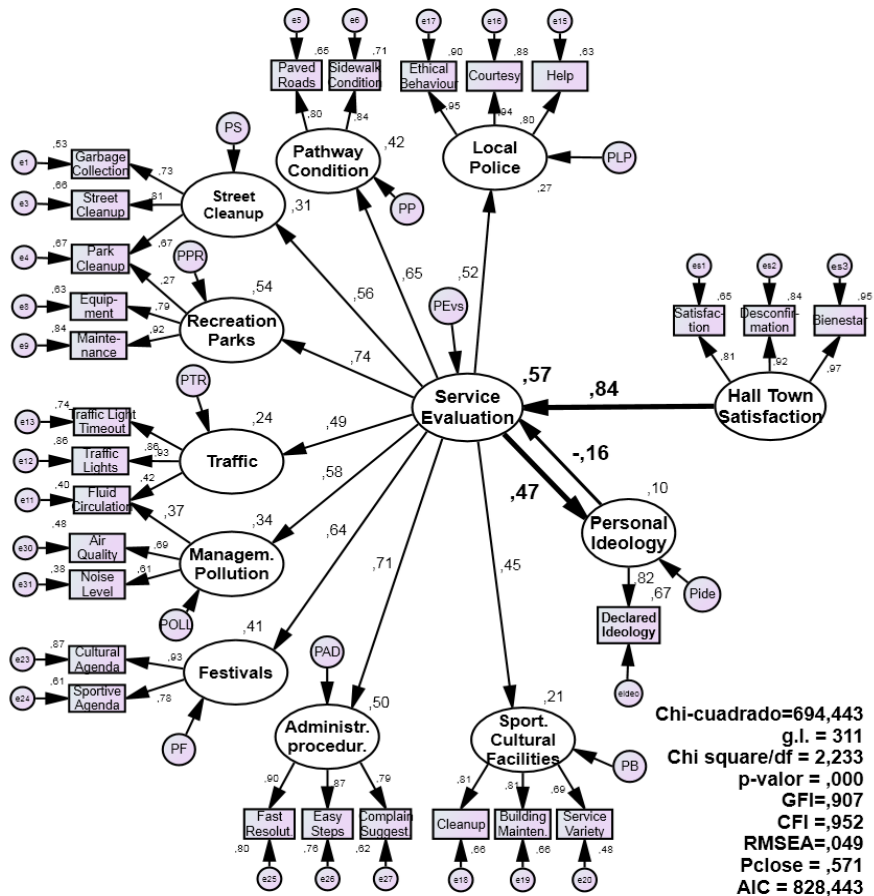 e5
e6
e17
e16
e15
,65
,71
,90
,88
,63
Paved
Roads
Sidewalk
Condition
Ethical
Behaviour
Courtesy
Help
,80
,84
,95
,94
,80
PS
Pathway
Condition
,42
Local
Police
PLP
,27
PP
e1
,53
Garbage
Collection
,73
e3
,66
Street
Cleanup
,81
Street
Cleanup
,31
e4
,67
Park
Cleanup
,67
PPR
,27
e8
,63
Equip-
ment
,79
e9
,84
Mainte-
nance
,92
Recreation
Parks
,54
,65
,52
,56
,74
PEvs
es1
es2
es3
,65
,84
,95
Satisfac-
tion
Desconfir-
mation
Bienestar
,81
,92
,97
Service
Evaluation
,57
,84
Hall Town
Satisfaction
PTR
e13
,74
Traffic Light
Timeout
,86
e12
,86
Traffic
Lights
,93
e11
,40
Fluid
Circulation
,42
Traffic
,24
,49
,37
,58
-,16
,47
,10
Personal
Ideology
e30
,48
Air
Quality
,69
e31
,38
Noise
Level
,61
Managem.
Pollution
,34
POLL
,64
,71
,45
,82
,67
Pide
Declared
Ideology
eideo
e23
,87
Cultural
Agenda
,93
e24
,61
Sportive
Agenda
,78
Festivals
,41
PF
PAD
Administr.
procedur.
,50
,90
,87
,79
Fast
Resolut.
Easy
Steps
Complain
Suggest
,80
,76
,62
e25
e26
e27
Sport.
Cultural
Facilities
,21
PB
,81
,81
,69
Cleanup
Building
Mainten.
Service
Variety
,66
,66
,48
e18
e19
e20
Chi-cuadrado=694,443
g.l. = 311
Chi square/df = 2,233
p-valor = ,000
GFI=,907
CFI =,952
RMSEA=,049
Pclose = ,571
AIC = 828,443